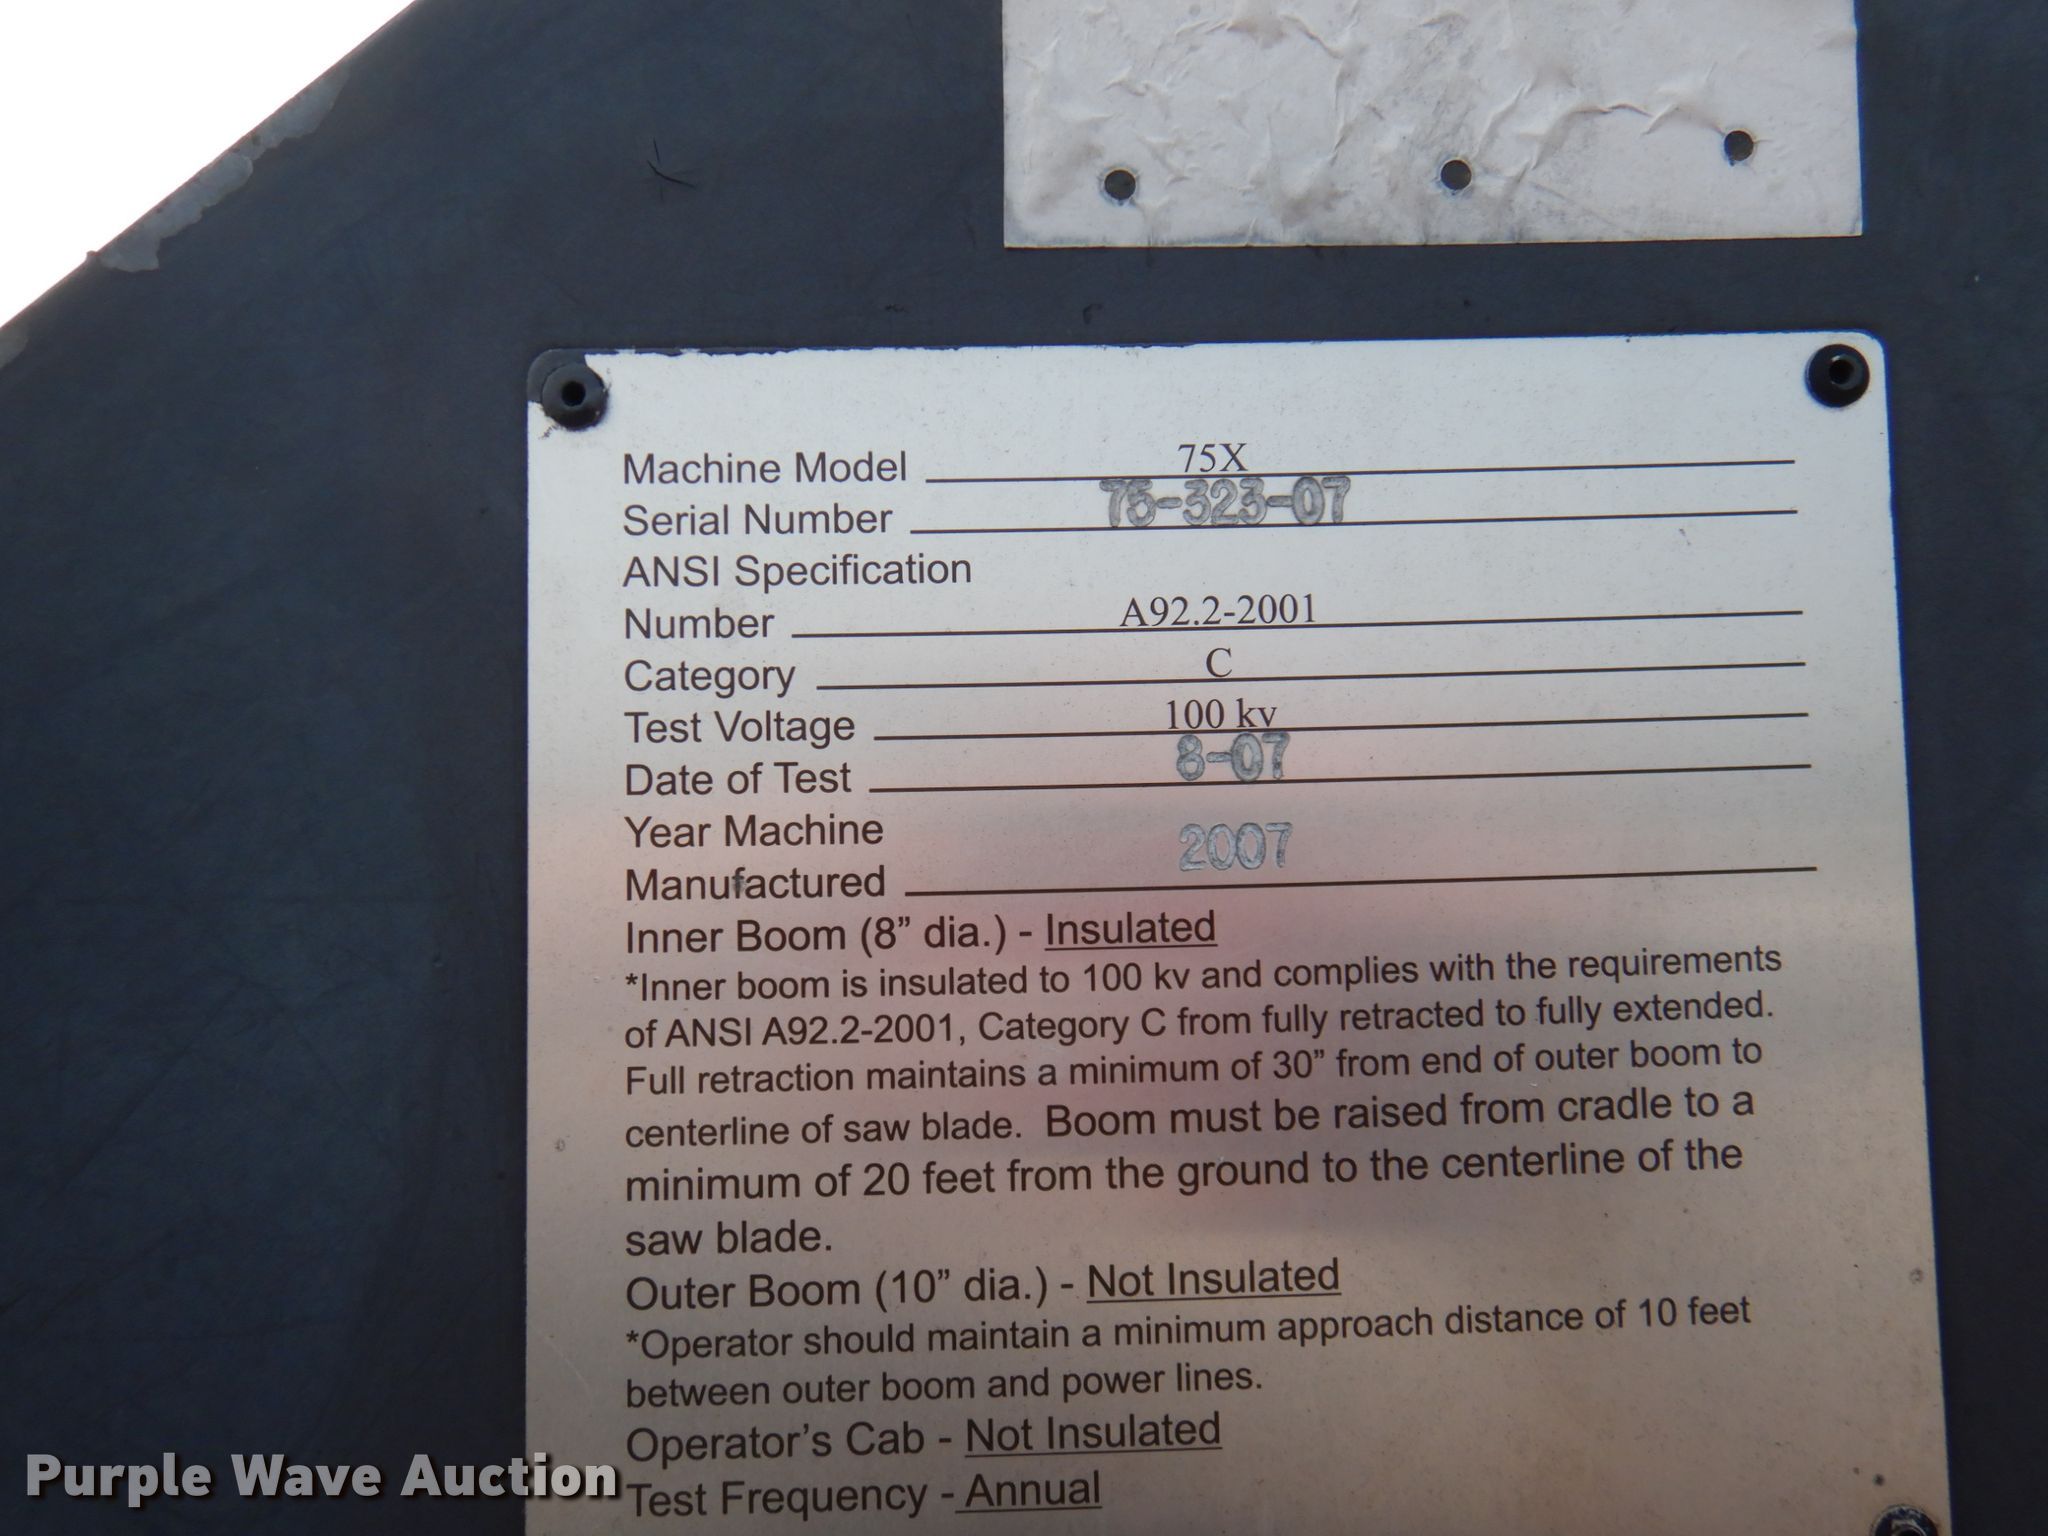 Machine Model 75X
Serial Number 75-323-07
ANSI Specification
Number A92.2-2001
Category C
Test Voltage 100 kv
Date of Test 8-07
Year Machine
Manufactured 2007
Inner Boom (8” dia.) - Insulated
*Inner boom is insulated to 100 kv and complies with the requirements
of ANSI A92.2-2001, Category C from fully retracted to fully extended.
Full retraction maintains a minimum of 30” from end of outer boom to
centerline of saw blade. Boom must be raised from cradle to a
minimum of 20 feet from the ground to the centerline of the
saw blade.
Outer Boom (10” dia.) - Not Insulated
*Operator should maintain a minimum approach distance of 10 feet
between outer boom and power lines.
Operator’s Cab - Not Insulated
Test Frequency - Annual
Purple Wave Auction